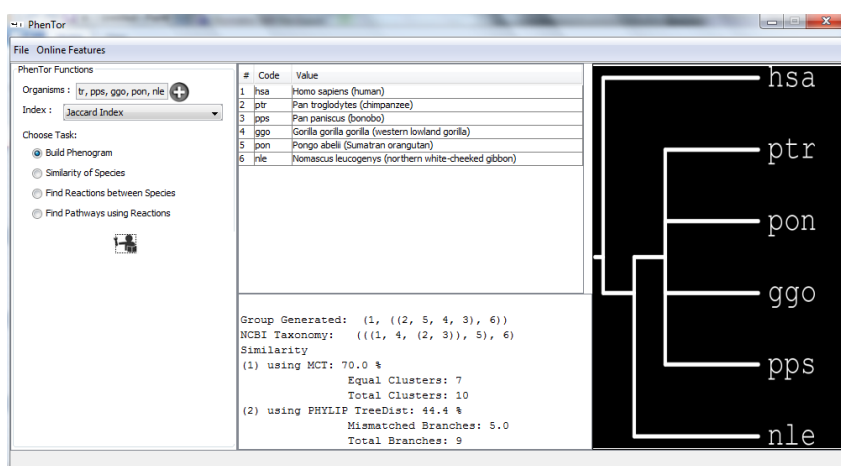 PhenTor
File Online Features
PhenTor Functions
Organisms : tr, pps, ggo, pon, nle
Index : Jaccard Index
Choose Task:
Build Phenogram
Similarity of Species
Find Reactions between Species
Find Pathways using Reactions
# Code Value
1 hsa Homo sapiens (human)
2 ptr Pan troglodytes (chimpanzee)
3 pps Pan paniscus (bonobo)
4 ggo Gorilla gorilla gorilla (western lowland gorilla)
5 pon Pongo abelii (Sumatran orangutan)
6 nle Nomascus leucogenys (northern white-cheeked gibbon)
Group Generated: (1, ((2, 5, 4, 3), 6))
NCBI Taxonomy: (((1, 4, (2, 3)), 5), 6)
Similarity
(1) using MCT: 70.0 %
Equal Clusters: 7
Total Clusters: 10
(2) using PHYLIP TreeDist: 44.4 %
Mismatched Branches: 5.0
Total Branches: 9
hsa
ptr
pon
ggo
pps
nle